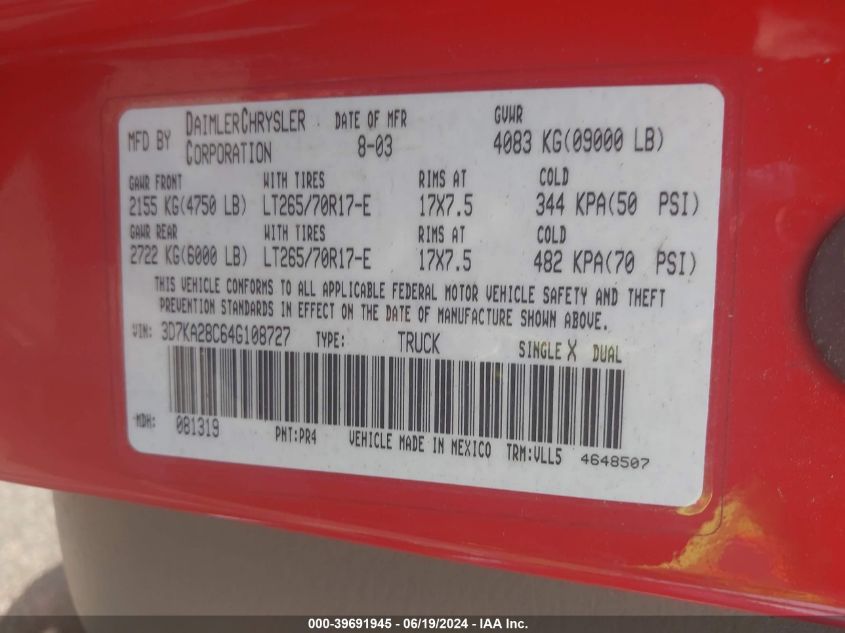 MFD BY DAIMLERCHRYSLER CORPORATION DATE OF MFR 8-03 GVWR 4083 KG(09000 LB)
GAWR FRONT WITH TIRES RIMS AT COLD
2155 KG(4750 LB) LT265/70R17-E 17X7.5 344 KPA(50 PSI)
GAWR REAR WITH TIRES RIMS AT COLD
2722 KG(6000 LB) LT265/70R17-E 17X7.5 482 KPA(70 PSI)
THIS VEHICLE CONFORMS TO ALL APPLICABLE FEDERAL MOTOR VEHICLE SAFETY AND THEFT
PREVENTION STANDARDS IN EFFECT ON THE DATE OF MANUFACTURE SHOWN ABOVE.
VIN: 3D7KA28C64G108727 TYPE: TRUCK SINGLE X DUAL
MDH: 081319 PNT:PR4 VEHICLE MADE IN MEXICO TRM:VLL5 4648507
000-39691945 - 06/19/2024 - IAA Inc.